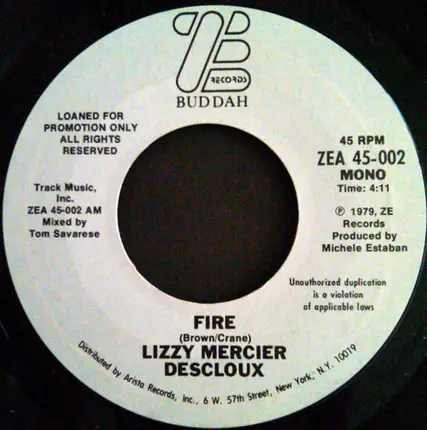 ZE
RECORDS
BUDDAH
LOANED FOR
PROMOTION ONLY
ALL RIGHTS
RESERVED
Track Music,
Inc.
ZEA 45-002 AM
Mixed by
Tom Savarese
45 RPM
ZEA 45-002
MONO
Time: 4:11
℗ 1979, ZE
Records
Produced by
Michele Estaban
Unauthorized duplication
is a violation
of applicable laws
FIRE
(Brown/Crane)
LIZZY MERCIER
DESCLOUX
Distributed by Arista Records, Inc., 6 W. 57th Street, New York, N.Y. 10019